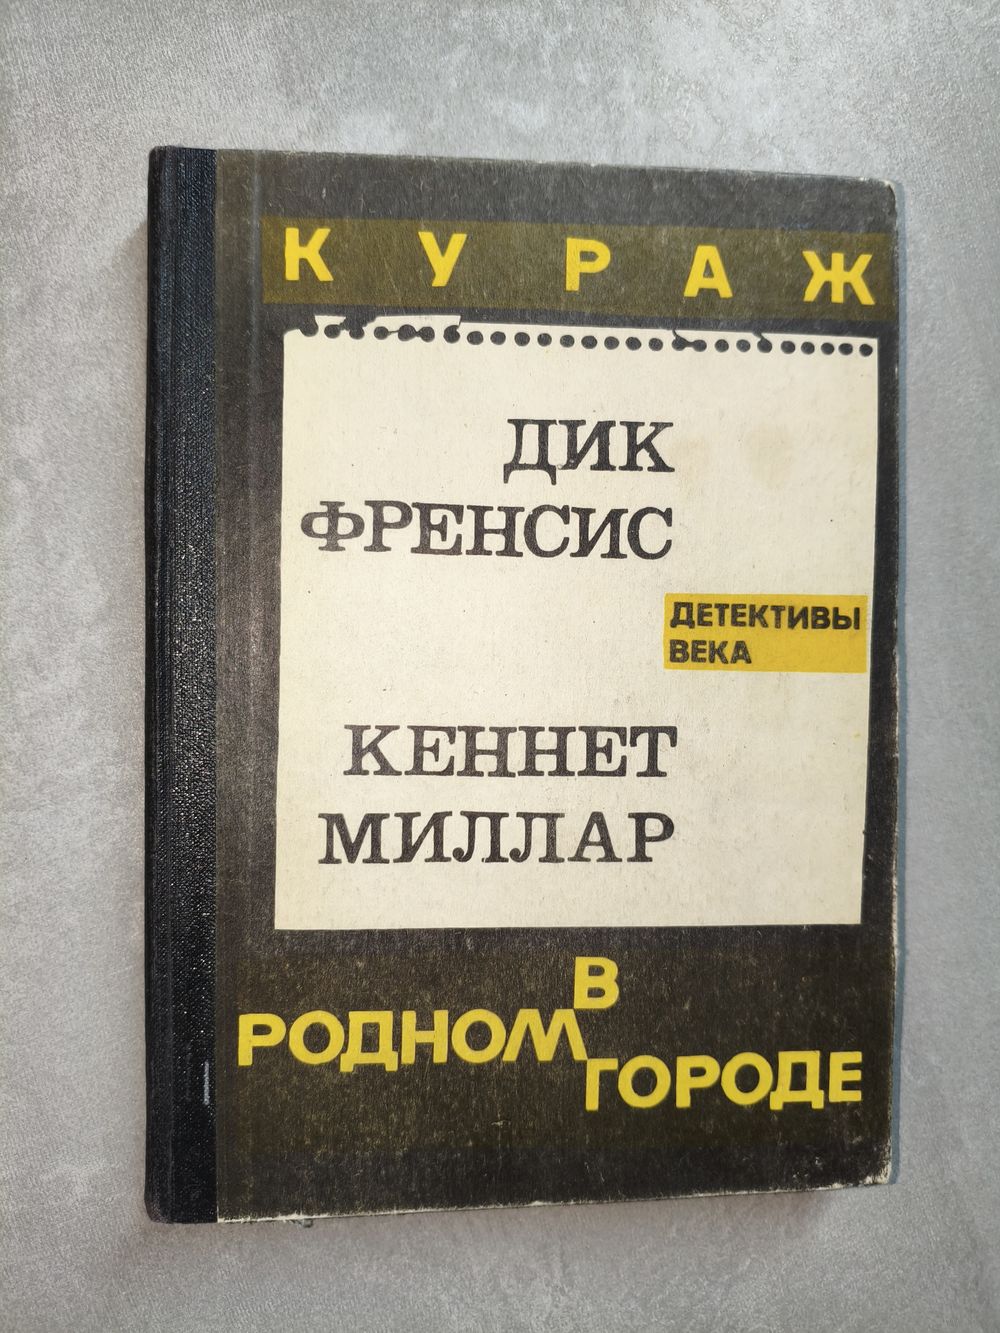 КУРАЖ
ДИК
ФРЕНСИС
ДЕТЕКТИВЫ
ВЕКА
КЕННЕТ
МИЛЛАР
В
РОДНОМ
ГОРОДЕ